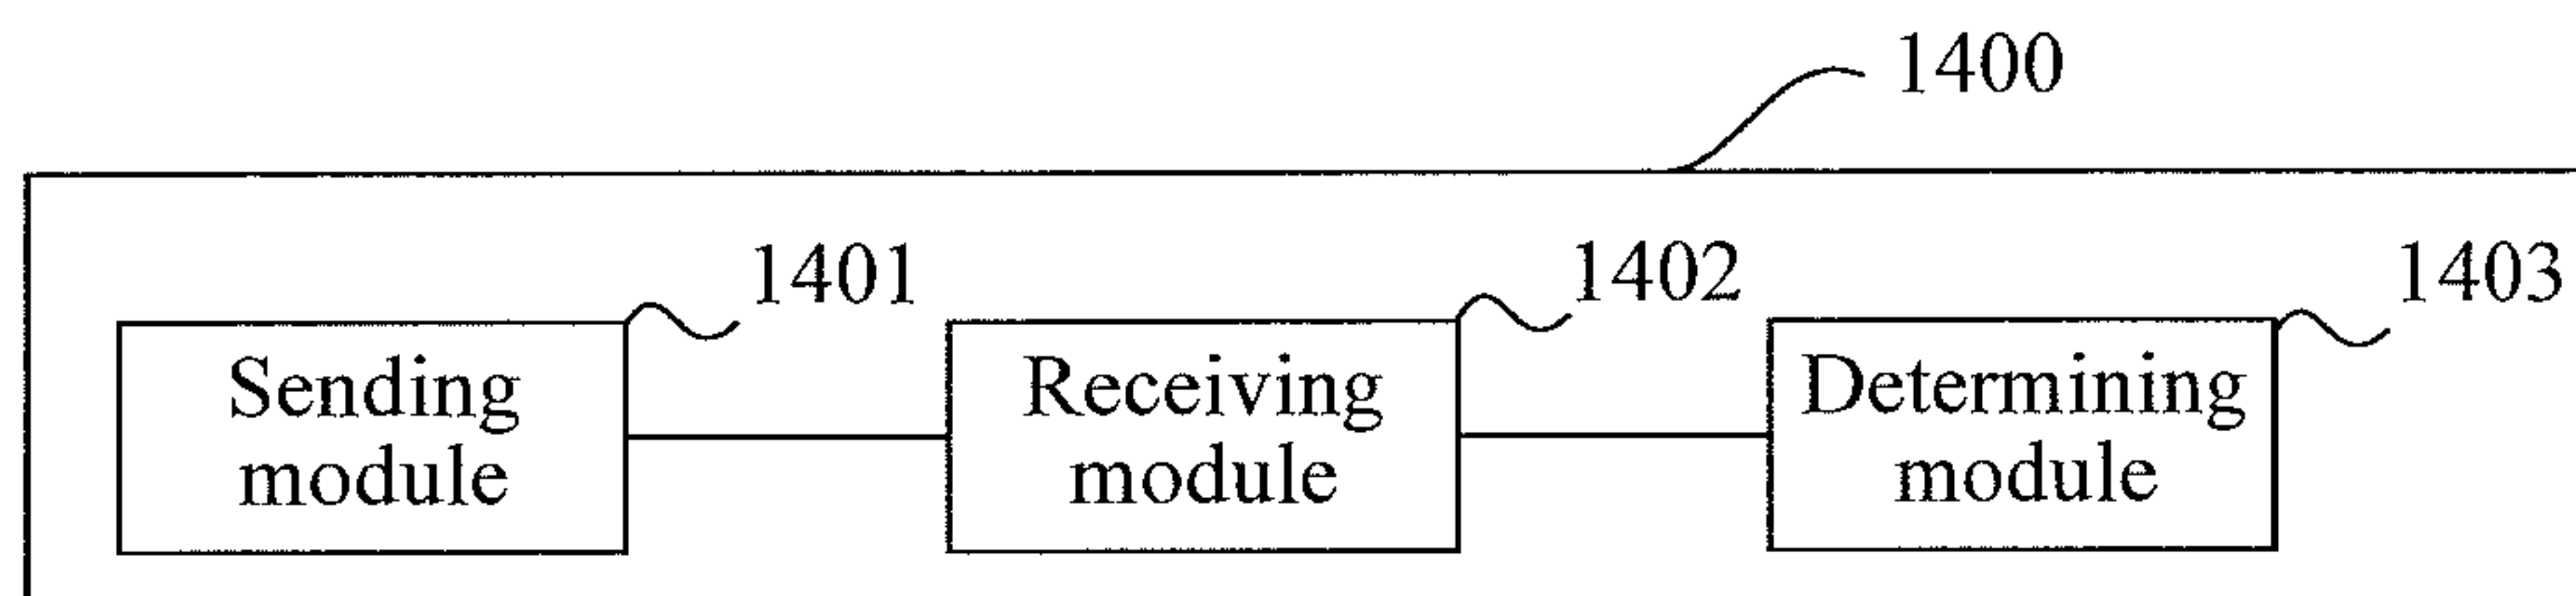 1400
1401
1402
1403
Sending
module
Receiving
module
Determining
module